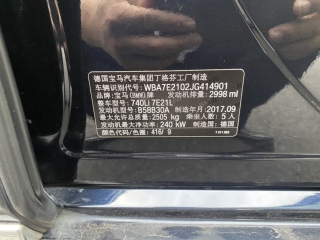 德国宝马汽车集团丁格芬工厂制造
车辆识别代号: WBA7E2102JG414901
品牌: 宝马(BMW)牌 发动机排量: 2998 ml
整车型号: 740Li 7E21L
发动机型号: B58B30A 制造年月: 2017.09
最大允许总质量: 2505 kg 乘坐人数: 5 人
发动机最大净功率: 240 kW 制造国: 德国
颜色代码/色圈: 416/ 9